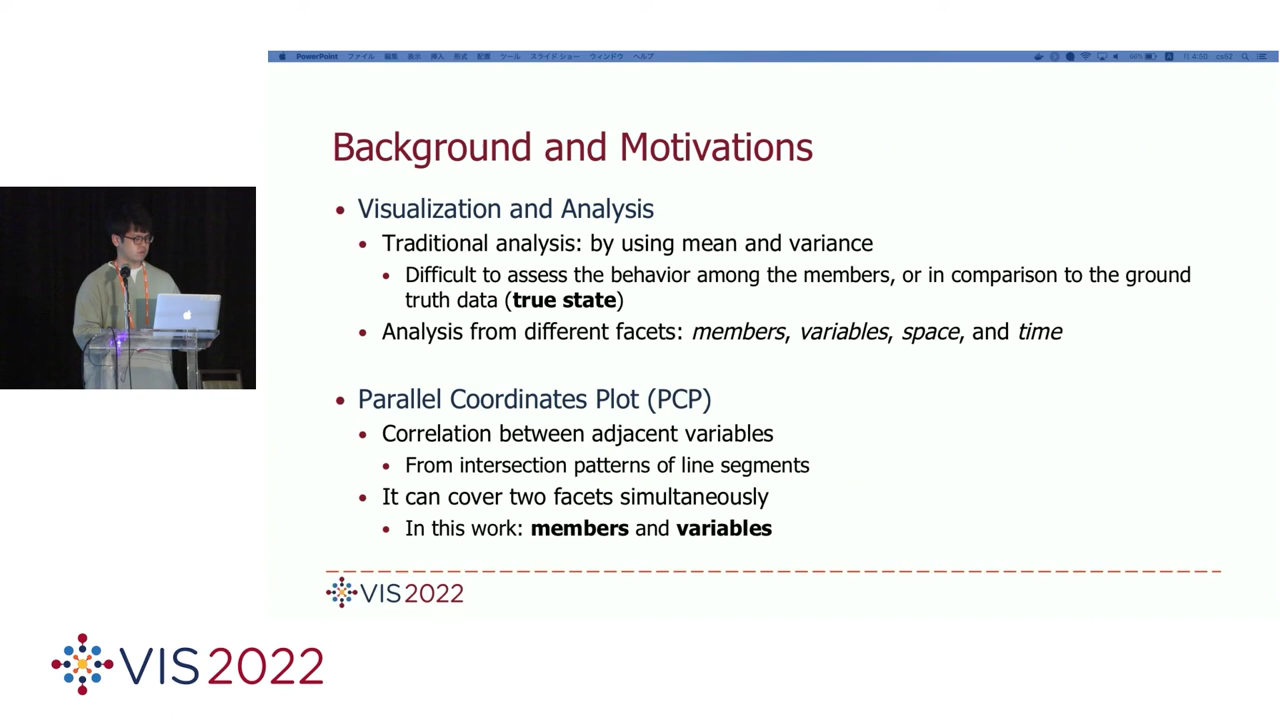 PowerPoint ファイル 編集 表示 挿入 形式 配置 ツール スライド ショー ウィンドウ ヘルプ
Background and Motivations
• Visualization and Analysis
• Traditional analysis: by using mean and variance
• Difficult to assess the behavior among the members, or in comparison to the ground
truth data (true state)
• Analysis from different facets: members, variables, space, and time
• Parallel Coordinates Plot (PCP)
• Correlation between adjacent variables
• From intersection patterns of line segments
• It can cover two facets simultaneously
• In this work: members and variables
VIS2022
VIS2022